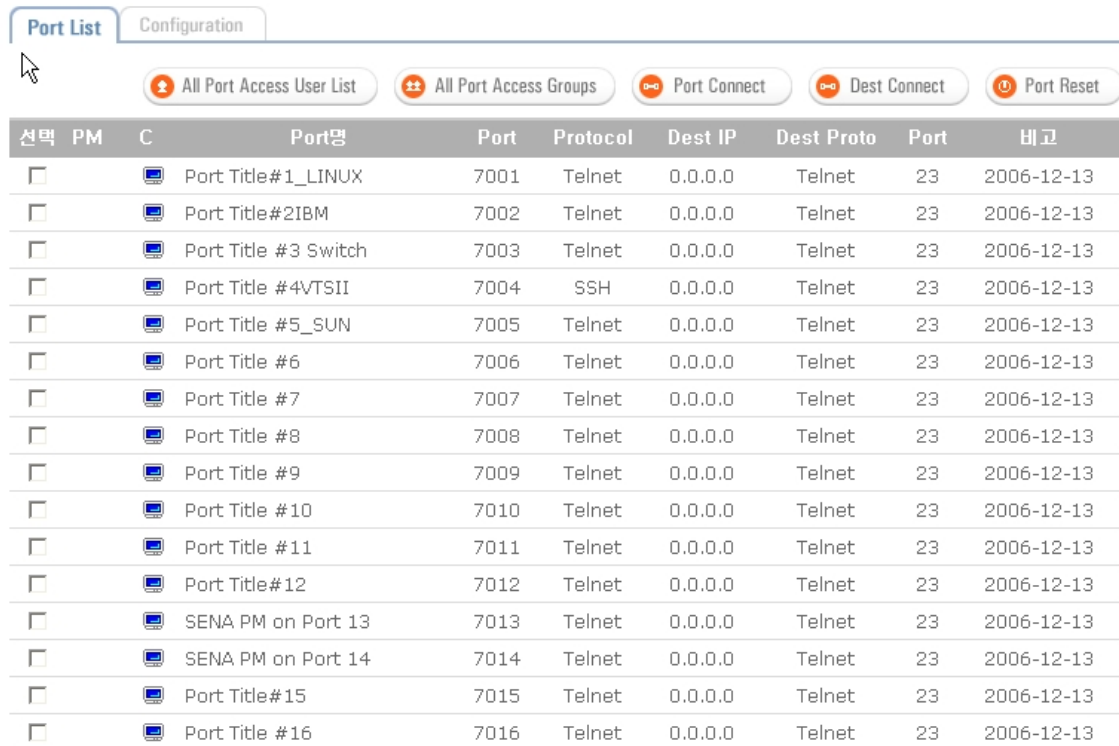 Port List Configuration
All Port Access User List All Port Access Groups Port Connect Dest Connect Port Reset
선택 PM C Port명 Port Protocol Dest IP Dest Proto Port 비고
Port Title#1_LINUX 7001 Telnet 0.0.0.0 Telnet 23 2006-12-13
Port Title#2IBM 7002 Telnet 0.0.0.0 Telnet 23 2006-12-13
Port Title #3 Switch 7003 Telnet 0.0.0.0 Telnet 23 2006-12-13
Port Title #4VTSII 7004 SSH 0.0.0.0 Telnet 23 2006-12-13
Port Title #5_SUN 7005 Telnet 0.0.0.0 Telnet 23 2006-12-13
Port Title #6 7006 Telnet 0.0.0.0 Telnet 23 2006-12-13
Port Title #7 7007 Telnet 0.0.0.0 Telnet 23 2006-12-13
Port Title #8 7008 Telnet 0.0.0.0 Telnet 23 2006-12-13
Port Title #9 7009 Telnet 0.0.0.0 Telnet 23 2006-12-13
Port Title #10 7010 Telnet 0.0.0.0 Telnet 23 2006-12-13
Port Title #11 7011 Telnet 0.0.0.0 Telnet 23 2006-12-13
Port Title#12 7012 Telnet 0.0.0.0 Telnet 23 2006-12-13
SENA PM on Port 13 7013 Telnet 0.0.0.0 Telnet 23 2006-12-13
SENA PM on Port 14 7014 Telnet 0.0.0.0 Telnet 23 2006-12-13
Port Title#15 7015 Telnet 0.0.0.0 Telnet 23 2006-12-13
Port Title #16 7016 Telnet 0.0.0.0 Telnet 23 2006-12-13